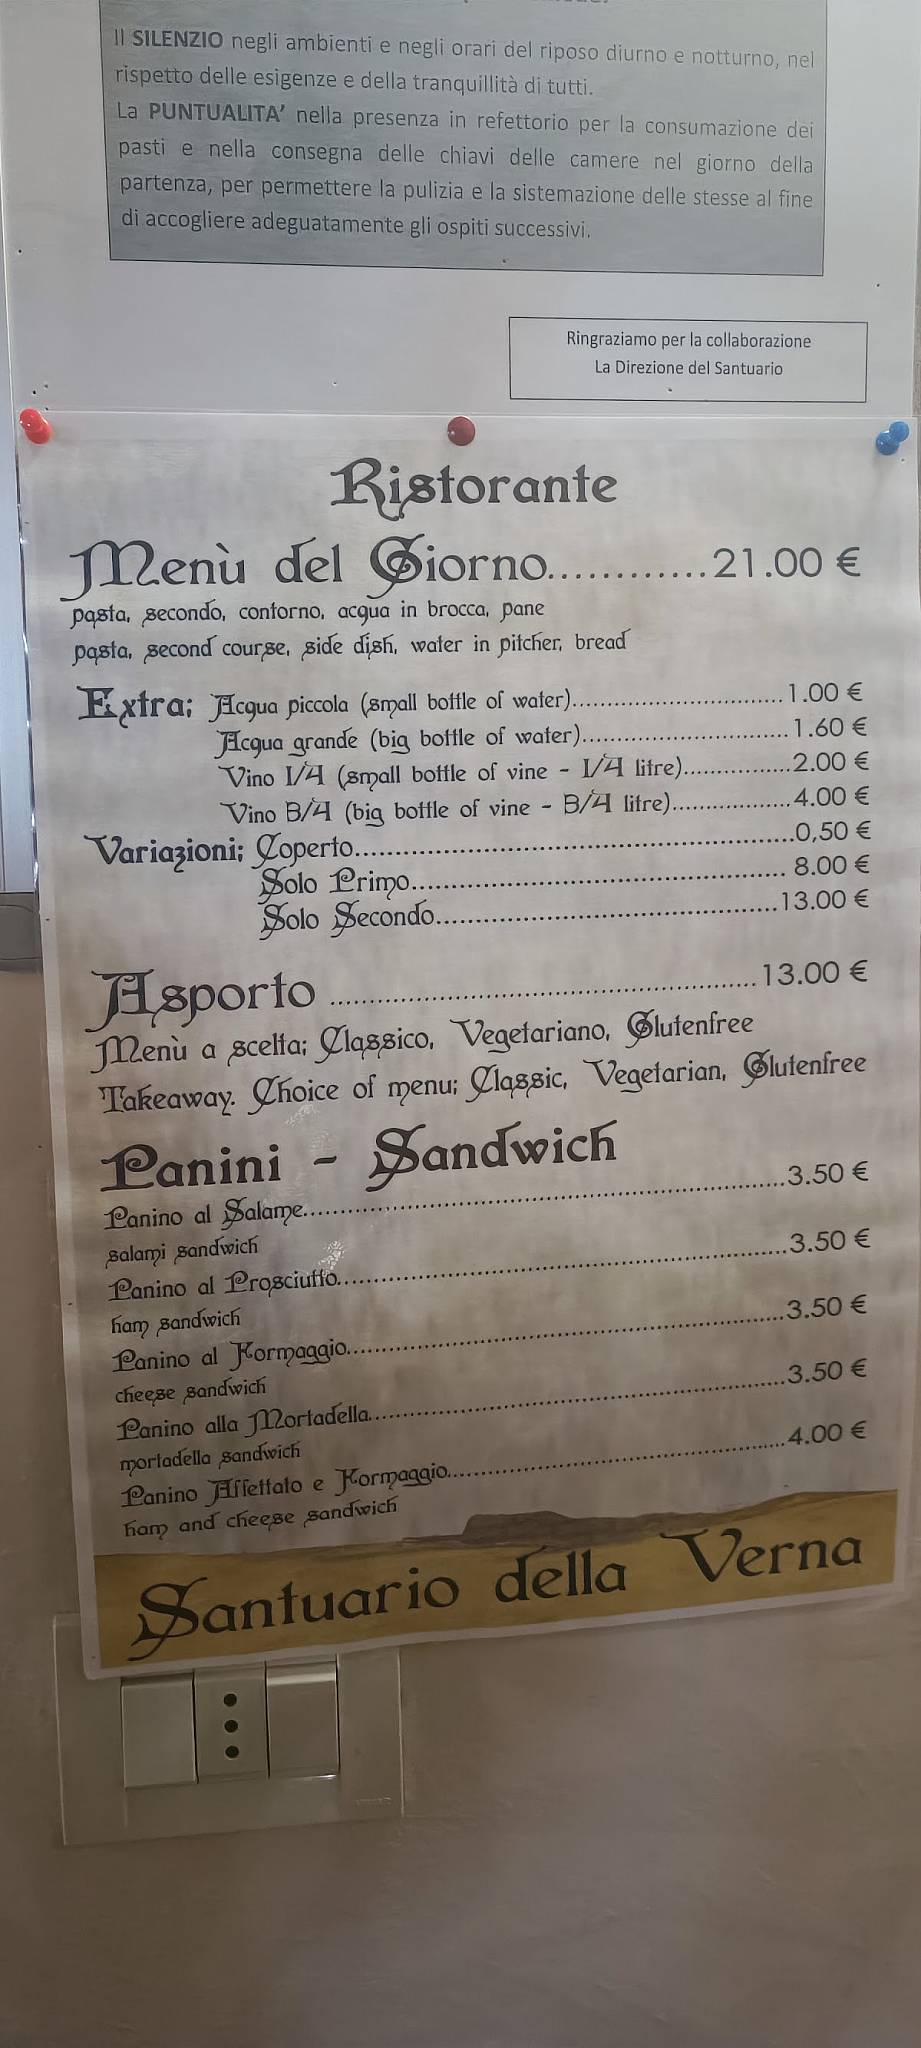 Il SILENZIO negli ambienti e negli orari del riposo diurno e notturno, nel
rispetto delle esigenze e della tranquillità di tutti.
La PUNTUALITA’ nella presenza in refettorio per la consumazione dei
pasti e nella consegna delle chiavi delle camere nel giorno della
partenza, per permettere la pulizia e la sistemazione delle stesse al fine
di accogliere adeguatamente gli ospiti successivi.
Ringraziamo per la collaborazione
La Direzione del Santuario
Ristorante
Menù del Giorno............21.00 €
pasta, secondo, contorno, acqua in brocca, pane
pasta, second course, side dish, water in pitcher, bread
Extra: Acqua piccola (small bottle of water)...............................1.00 €
Acqua grande (big bottle of water)..............................1.60 €
Vino 1/4 (small bottle of vine - 1/4 litre)................2.00 €
Vino 3/4 (big bottle of vine - 3/4 litre)..................4.00 €
Variazioni: Coperto................................................................0,50 €
Solo Primo....................................................... 8.00 €
Solo Secondo..................................................13.00 €
Asporto ..............................................................13.00 €
Menù a scelta: Classico, Vegetariano, Glutenfree
Takeaway. Choice of menu: Classic, Vegetarian, Glutenfree
Panini - Sandwich
Panino al Salame......................................................................3.50 €
salami sandwich
Panino al Prosciutto..................................................................3.50 €
ham sandwich
Panino al Formaggio................................................................3.50 €
cheese sandwich
Panino alla Mortadella.............................................................3.50 €
mortadella sandwich
Panino Affettato e Formaggio..................................................4.00 €
ham and cheese sandwich
Santuario della Verna